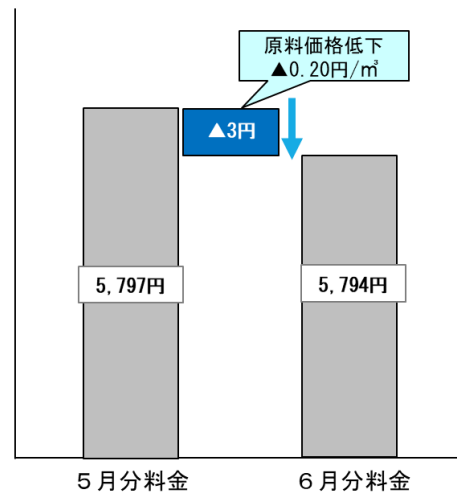 原料価格低下
▲0.20円/㎥
▲3円
5,797円
5,794円
５月分料金
６月分料金